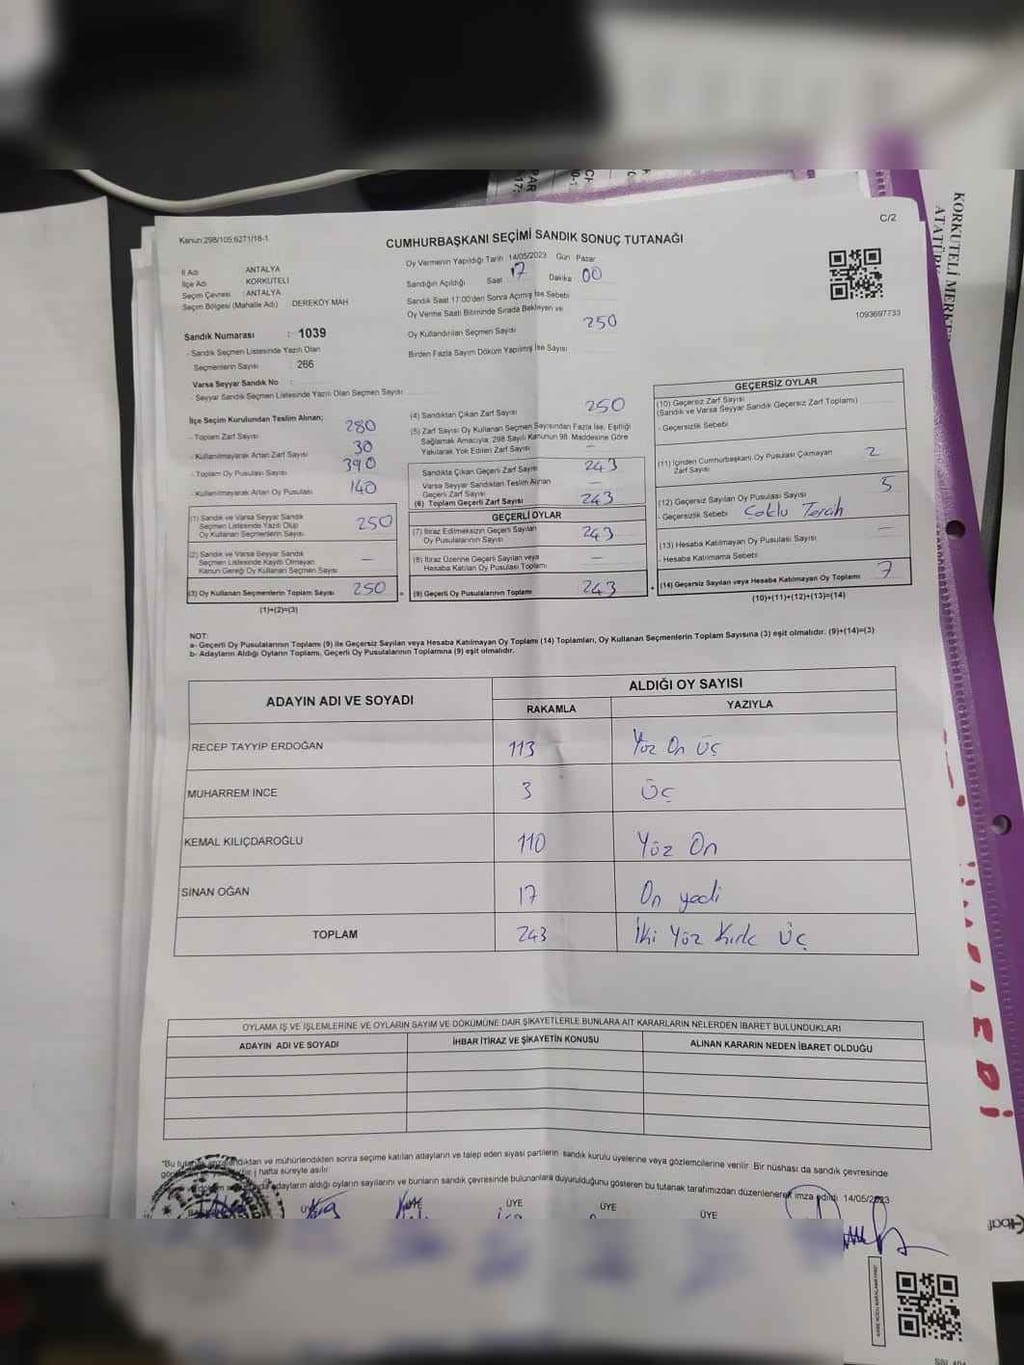 C/2
Kanun:298/105;6271/18-1
CUMHURBAŞKANI SEÇİMİ SANDIK SONUÇ TUTANAĞI
İl Adı ANTALYA
İlçe Adı KORKUTELİ
Seçim Çevresi : ANTALYA
Seçim Bölgesi (Mahalle Adı) : DEREKÖY MAH
Sandık Numarası : 1039
- Sandık Seçmen Listesinde Yazılı Olan
Seçmenlerin Sayısı : 266
Varsa Seyyar Sandık No :
- Seyyar Sandık Seçmen Listesinde Yazılı Olan Seçmen Sayısı :
Oy Vermenin Yapıldığı Tarih 14/05/2023 Gün Pazar
Sandığın Açıldığı Saat 17 Dakika 00
Sandık Saat 17:00'den Sonra Açılmış İse Sebebi
Oy Verme Saati Bitiminde Sırada Bekleyen ve
Oy Kullandırılan Seçmen Sayısı 250
Birden Fazla Sayım Döküm Yapılmış İse Sayısı
1093697733
İlçe Seçim Kurulundan Teslim Alınan;
- Toplam Zarf Sayısı 280
- Kullanılmayarak Artan Zarf Sayısı 30
- Toplam Oy Pusulası Sayısı 390
- Kullanılmayarak Artan Oy Pusulası 140
(1) Sandık ve Varsa Seyyar Sandık
Seçmen Listesinde Yazılı Olup
Oy Kullanan Seçmenlerin Sayısı 250
(2) Sandık ve Varsa Seyyar Sandık
Seçmen Listesinde Kayıtlı Olmayan
Kanun Gereği Oy Kullanan Seçmen Sayısı —
(3) Oy Kullanan Seçmenlerin Toplam Sayısı 250
(1)+(2)=(3)
(4) Sandıktan Çıkan Zarf Sayısı 250
(5) Zarf Sayısı Oy Kullanan Seçmen Sayısından Fazla İse, Eşitliği
Sağlamak Amacıyla, 298 Sayılı Kanunun 98. Maddesine Göre
Yakılarak Yok Edilen Zarf Sayısı —
Sandıkta Çıkan Geçerli Zarf Sayısı 243
Varsa Seyyar Sandıktan Teslim Alınan
Geçerli Zarf Sayısı —
(6) Toplam Geçerli Zarf Sayısı 243
GEÇERLİ OYLAR
(7) İtiraz Edilmeksizin Geçerli Sayılan
Oy Pusulalarının Sayısı 243
(8) İtiraz Üzerine Geçerli Sayılan veya
Hesaba Katılan Oy Pusulası Toplamı —
(9) Geçerli Oy Pusulalarının Toplamı 243
GEÇERSİZ OYLAR
(10) Geçersiz Zarf Sayısı
(Sandık ve Varsa Seyyar Sandık Geçersiz Zarf Toplamı)
- Geçersizlik Sebebi
(11) İçinden Cumhurbaşkanı Oy Pusulası Çıkmayan
Zarf Sayısı 2
(12) Geçersiz Sayılan Oy Pusulası Sayısı 5
- Geçersizlik Sebebi Çoklu Tercih
(13) Hesaba Katılmayan Oy Pusulası Sayısı —
- Hesaba Katılmama Sebebi
(14) Geçersiz Sayılan veya Hesaba Katılmayan Oy Toplamı 7
(10)+(11)+(12)+(13)=(14)
NOT:
a- Geçerli Oy Pusulalarının Toplamı (9) ile Geçersiz Sayılan veya Hesaba Katılmayan Oy Toplamı (14) Toplamları, Oy Kullanan Seçmenlerin Toplam Sayısına (3) eşit olmalıdır. (9)+(14)=(3)
b- Adayların Aldığı Oyların Toplamı, Geçerli Oy Pusulalarının Toplamına (9) eşit olmalıdır.
ADAYIN ADI VE SOYADI ALDIĞI OY SAYISI
RAKAMLA YAZIYLA
RECEP TAYYİP ERDOĞAN 113 Yöz On üç
MUHARREM İNCE 3 Üç
KEMAL KILIÇDAROĞLU 110 Yöz On
SİNAN OĞAN 17 On yedi
TOPLAM 243 İki Yöz Kırk Üç
OYLAMA İŞ VE İŞLEMLERİNE VE OYLARIN SAYIM VE DÖKÜMÜNE DAİR ŞİKAYETLERLE BUNLARA AİT KARARLARIN NELERDEN İBARET BULUNDUKLARI
ADAYIN ADI VE SOYADI İHBAR İTİRAZ VE ŞİKAYETİN KONUSU ALINAN KARARIN NEDEN İBARET OLDUĞU
mühürlendikten sonra seçime katılan adayların ve talep eden siyasi partilerin sandık kurulu üyelerine veya gözlemcilerine verilir. Bir nüshası da sandık çevresinde
hafta süreyle asılır.
adayların aldığı oyların sayılarını ve bunların sandık çevresinde bulunanlara duyurulduğunu gösteren bu tutanak tarafımızdan düzenlenerek imza edildi. 14/05/2023
ÜYE ÜYE ÜYE
KORKUTELİ MERKE